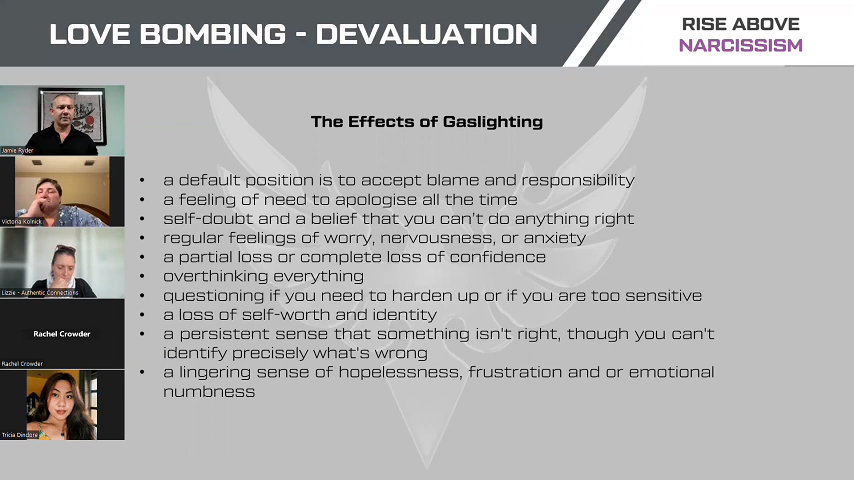 LOVE BOMBING - DEVALUATION
RISE ABOVE
NARCISSISM
The Effects of Gaslighting
• a default position is to accept blame and responsibility
• a feeling of need to apologise all the time
• self-doubt and a belief that you can't do anything right
• regular feelings of worry, nervousness, or anxiety
• a partial loss or complete loss of confidence
• overthinking everything
• questioning if you need to harden up or if you are too sensitive
• a loss of self-worth and identity
• a persistent sense that something isn't right, though you can't
identify precisely what's wrong
• a lingering sense of hopelessness, frustration and or emotional
numbness
Jamie Ryder
Victoria Kolnick
Lizzie - Authentic Connections
Rachel Crowder
Rachel Crowder
Tricia Dindore